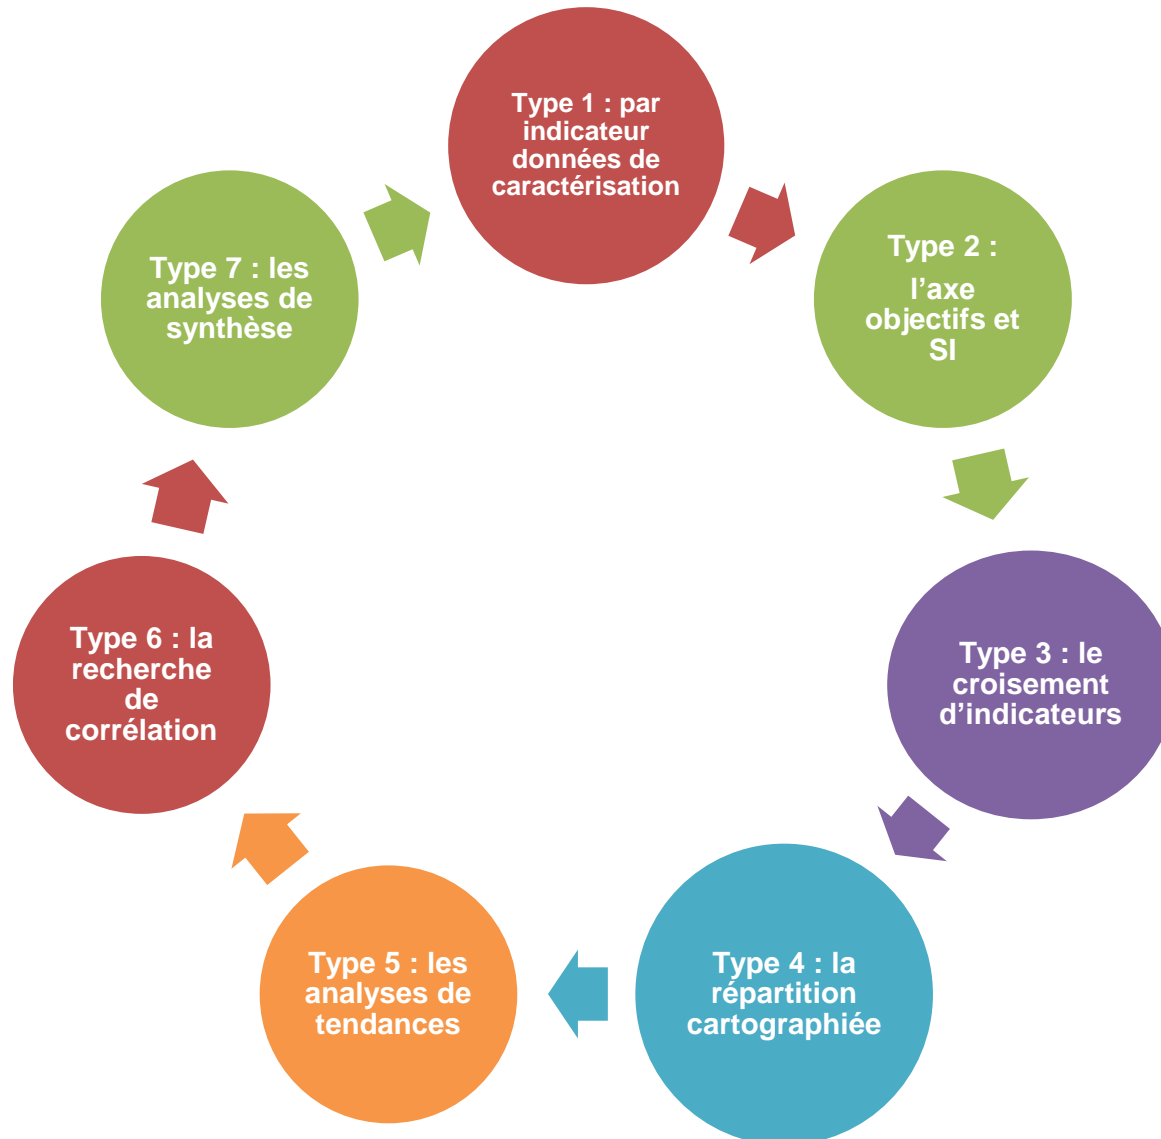 Type 1 : par
indicateur
données de
caractérisation
Type 2 :
l’axe
objectifs et
SI
Type 3 : le
croisement
d’indicateurs
Type 4 : la
répartition
cartographiée
Type 5 : les
analyses de
tendances
Type 6 : la
recherche
de
corrélation
Type 7 : les
analyses de
synthèse